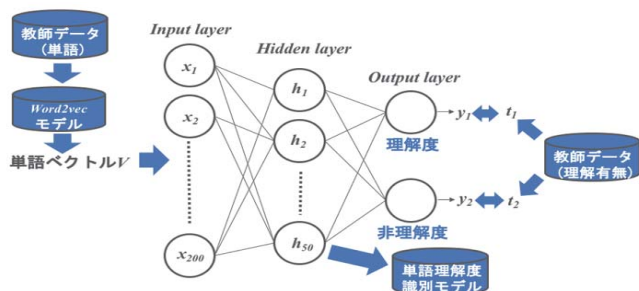 教師データ
(単語)
Word2vec
モデル
単語ベクトルV
Input layer
x1
x2
x200
Hidden layer
h1
h2
h50
Output layer
理解度
非理解度
y1
t1
y2
t2
教師データ
(理解有無)
単語理解度
識別モデル